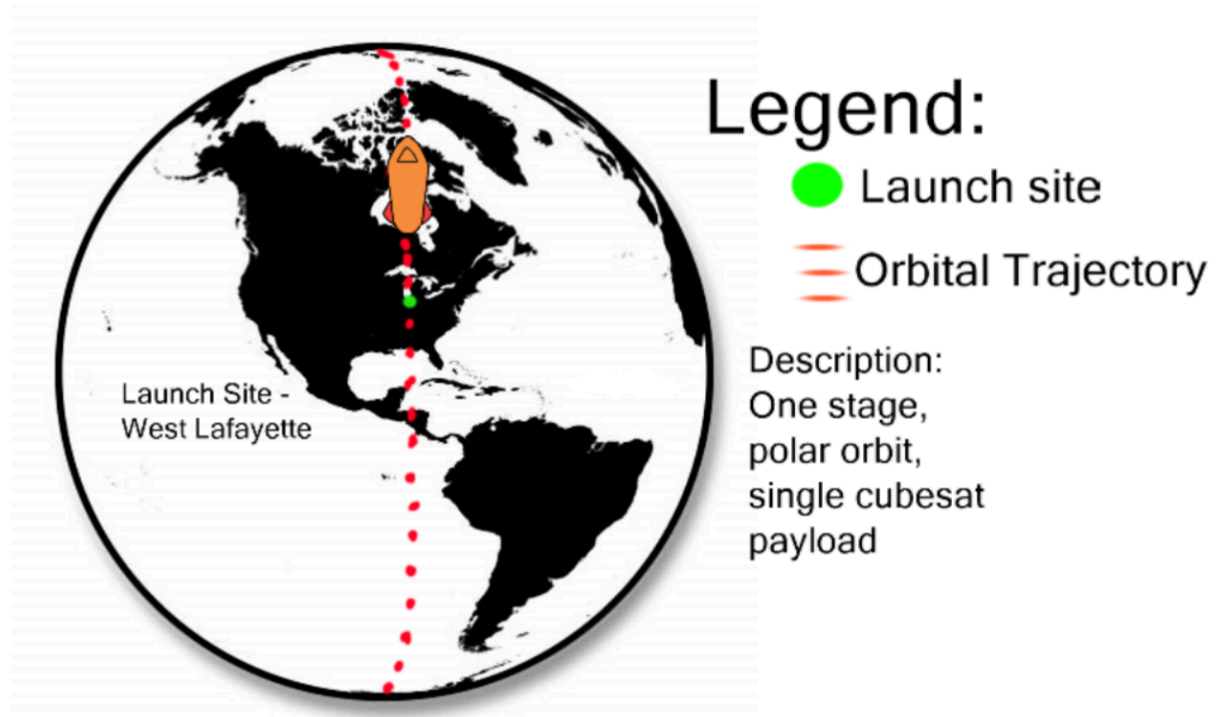 Legend:
Launch site
Orbital Trajectory
Launch Site -
West Lafayette
Description:
One stage,
polar orbit,
single cubesat
payload